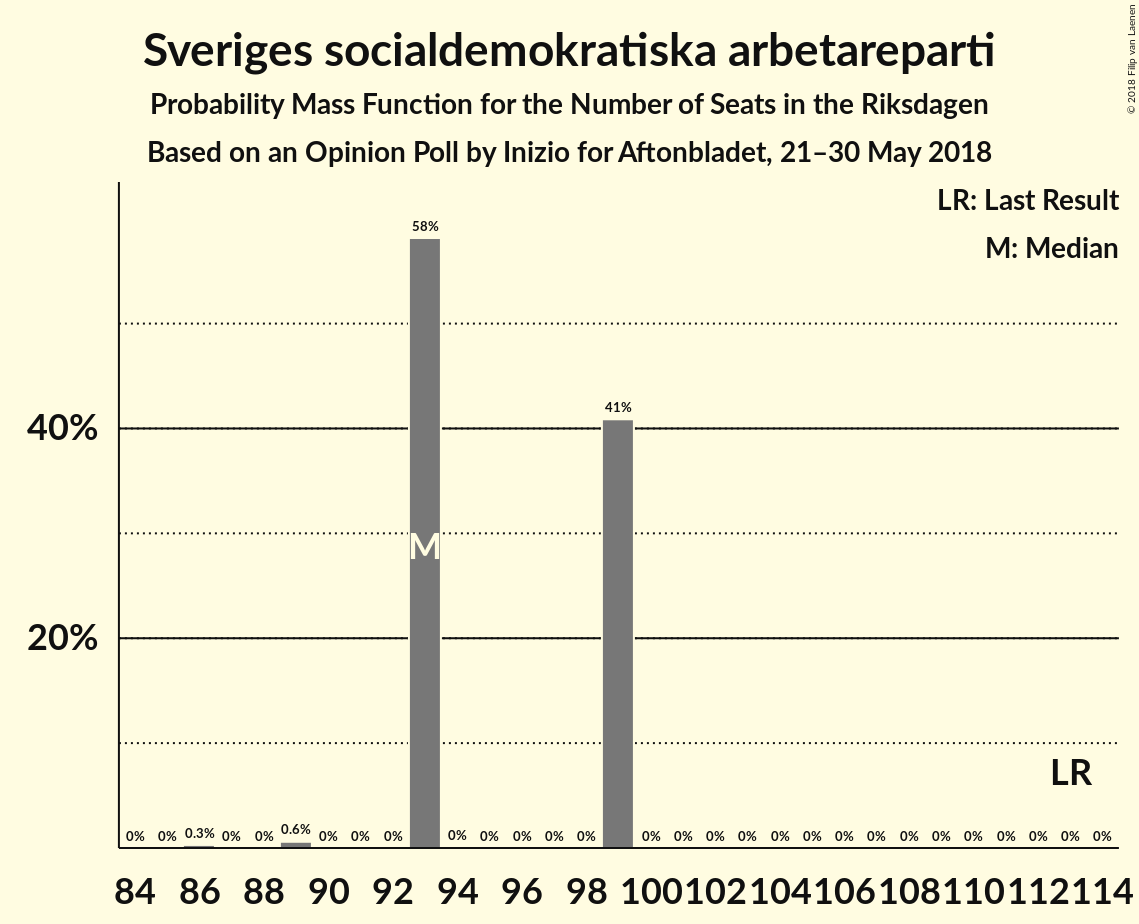 Sveriges socialdemokratiska arbetareparti
Probability Mass Function for the Number of Seats in the Riksdagen
Based on an Opinion Poll by Inizio for Aftonbladet, 21–30 May 2018
© 2018 Filip van Laenen
LR: Last Result
M: Median
58%
41%
40%
M
20%
LR
0% 0% 0.3% 0% 0% 0.6% 0% 0% 0% 0% 0% 0% 0% 0% 0% 0% 0% 0% 0% 0% 0% 0% 0% 0% 0% 0% 0% 0% 0%
84 86 88 90 92 94 96 98 100 102 104 106 108 110 112 114